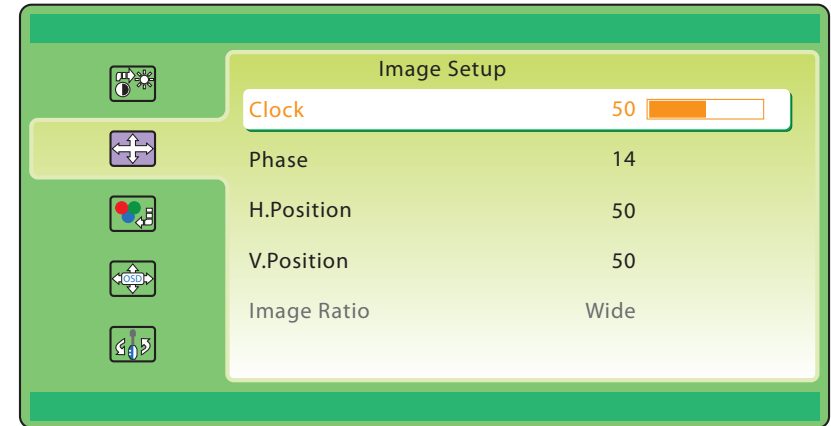 Image Setup
Clock 50
Phase 14
H.Position 50
V.Position 50
OSD
Image Ratio Wide